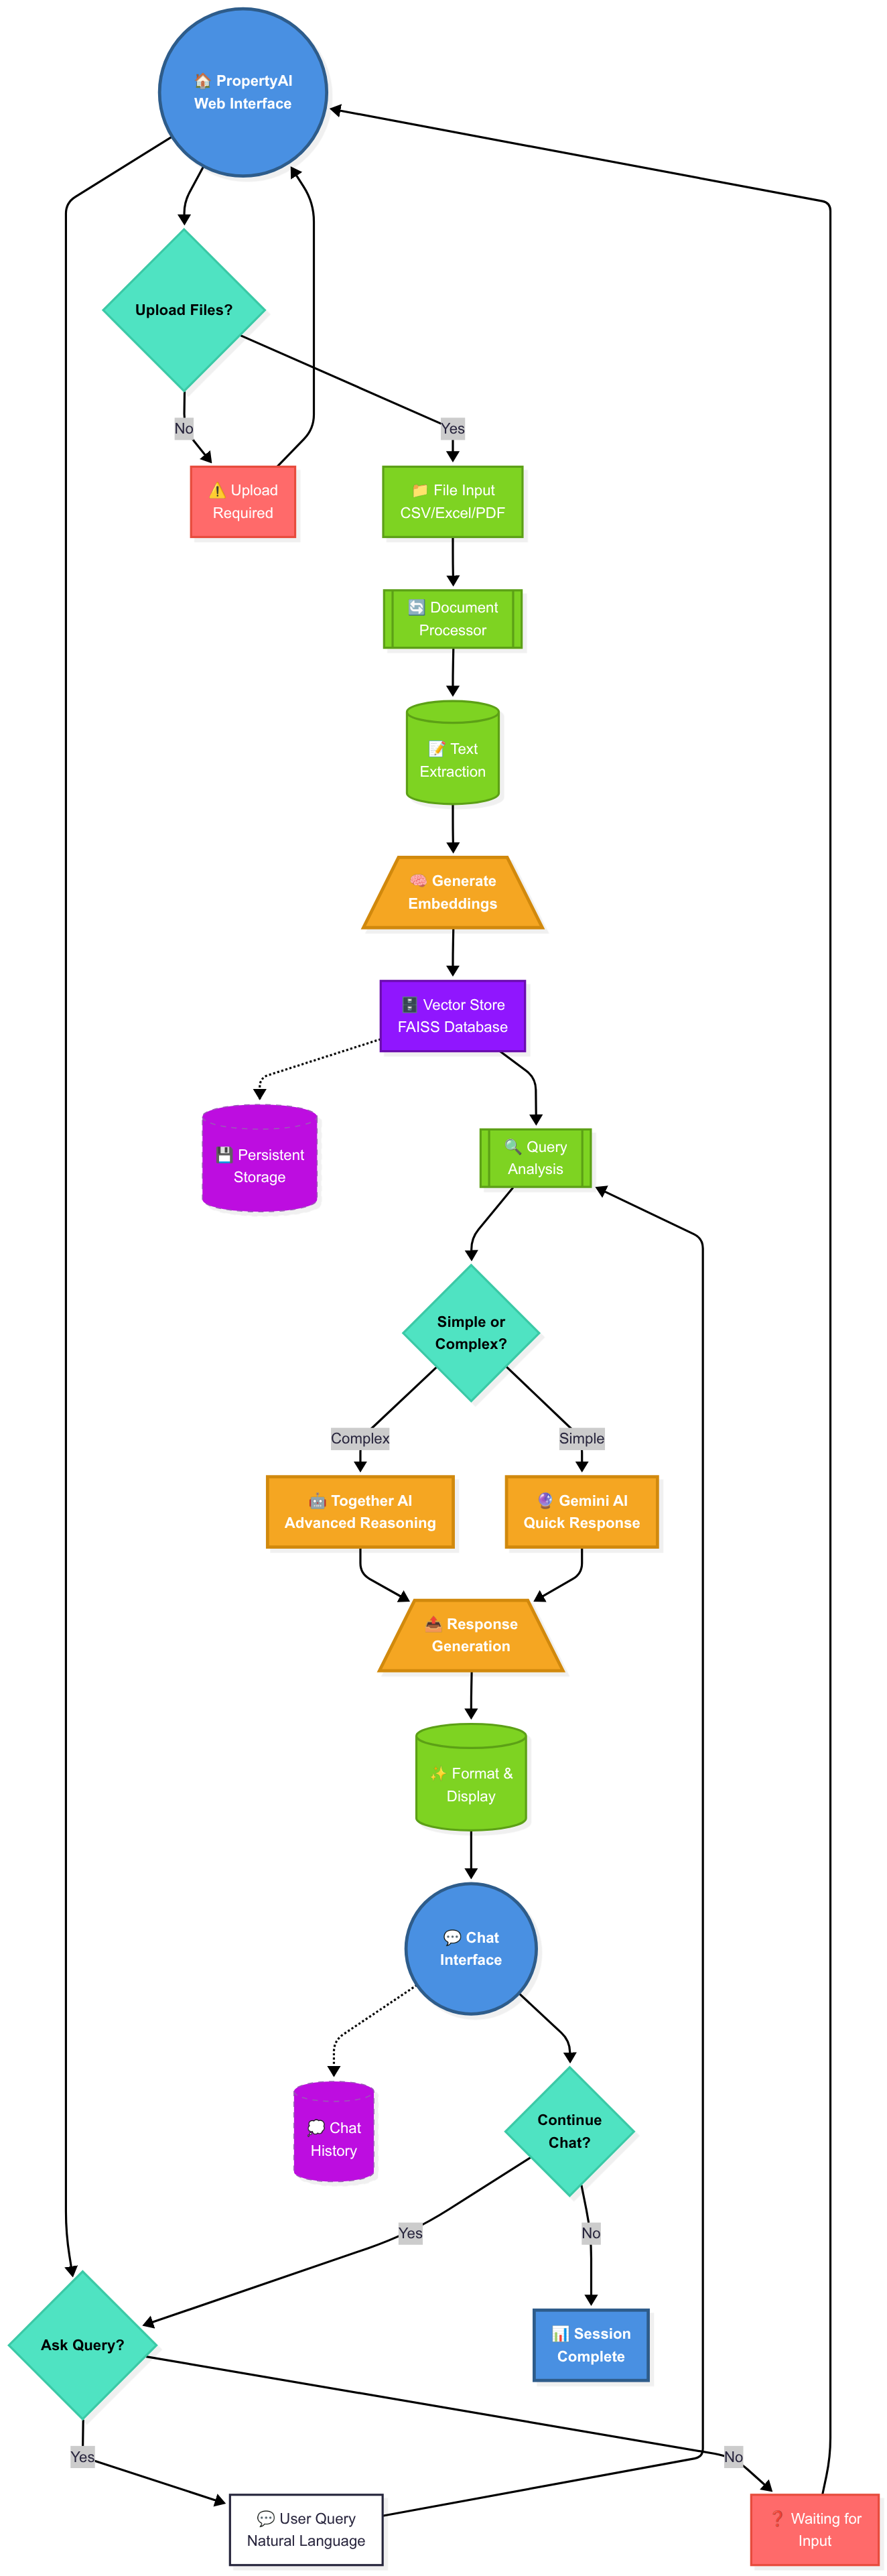 🏠 PropertyAI
Web Interface
Upload Files?
No
Yes
⚠️ Upload
Required
📁 File Input
CSV/Excel/PDF
🔄 Document
Processor
📝 Text
Extraction
🧠 Generate
Embeddings
🗄️ Vector Store
FAISS Database
💾 Persistent
Storage
🔍 Query
Analysis
Simple or
Complex?
Complex
Simple
🤖 Together AI
Advanced Reasoning
🔮 Gemini AI
Quick Response
📤 Response
Generation
✨ Format &
Display
💬 Chat
Interface
💭 Chat
History
Continue
Chat?
Yes
No
📊 Session
Complete
Ask Query?
Yes
No
💬 User Query
Natural Language
❓ Waiting for
Input